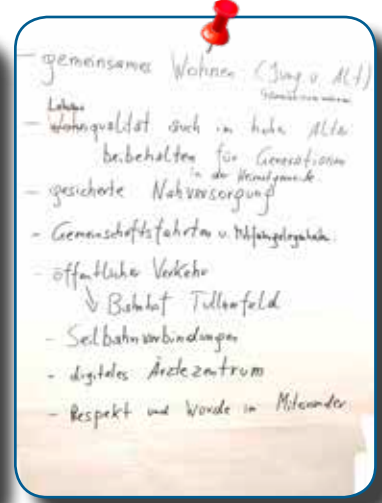 - gemeinsames Wohnen (Jung u. Alt)
Lebens
- Wohnqualität auch im hohen Alter
beibehalten für Generationen
in der Heimatgemeinde
- gesicherte Nahversorgung
- Gemeinschaftsfahrten u. Mitfahrgelegenheiten
- öffentlicher Verkehr
↳ Bahnhof Tullnerfeld
- Seilbahnverbindungen
- digitales Ärztezentrum
- Respekt und Würde im Miteinander